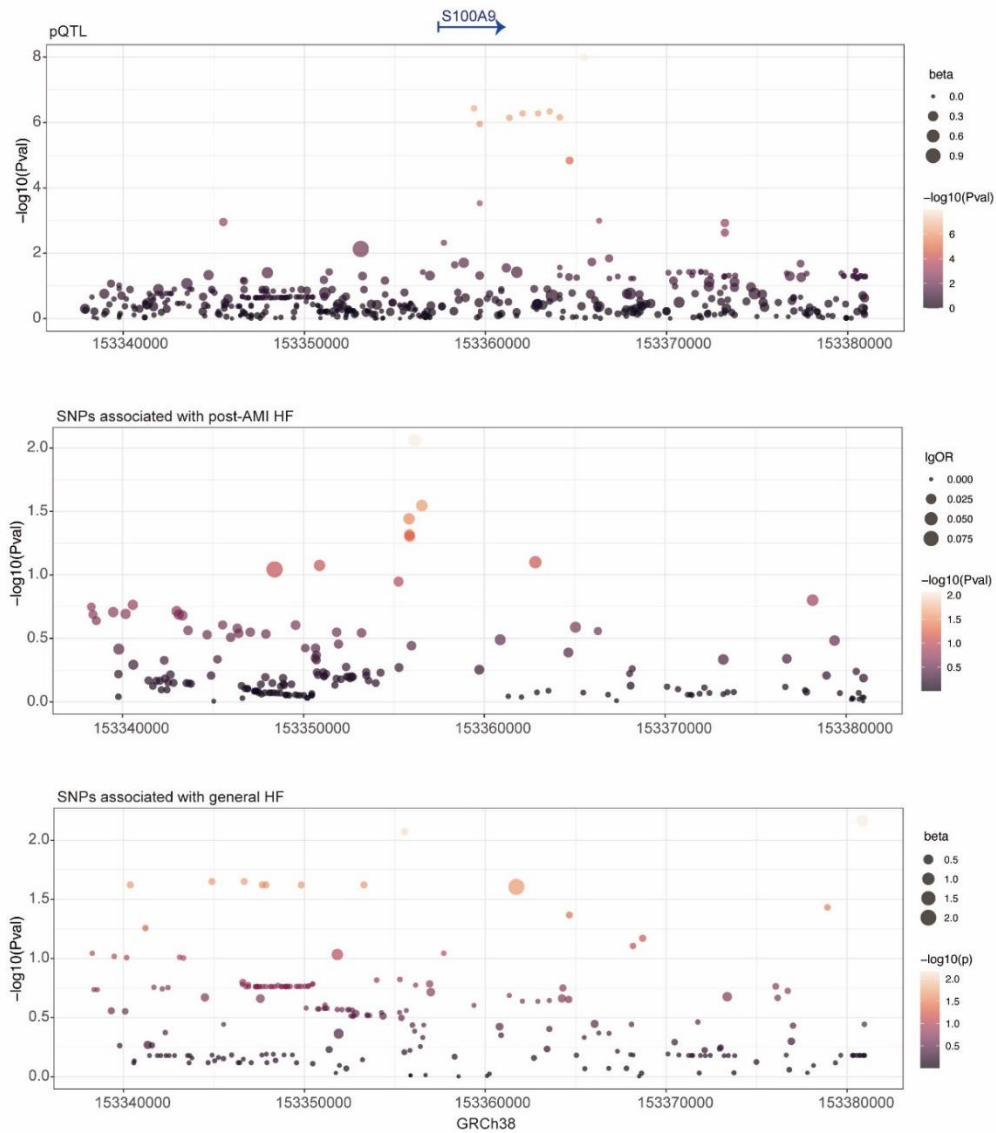 S100A9
pQTL
−log10(Pval)
8
6
4
2
0
153340000 153350000 153360000 153370000 153380000
beta
0.0
0.3
0.6
0.9
−log10(Pval)
6
4
2
0
SNPs associated with post-AMI HF
−log10(Pval)
2.0
1.5
1.0
0.5
0.0
153340000 153350000 153360000 153370000 153380000
lgOR
0.000
0.025
0.050
0.075
−log10(Pval)
2.0
1.5
1.0
0.5
SNPs associated with general HF
−log10(Pval)
2.0
1.5
1.0
0.5
0.0
153340000 153350000 153360000 153370000 153380000
GRCh38
beta
0.5
1.0
1.5
2.0
−log10(p)
2.0
1.5
1.0
0.5